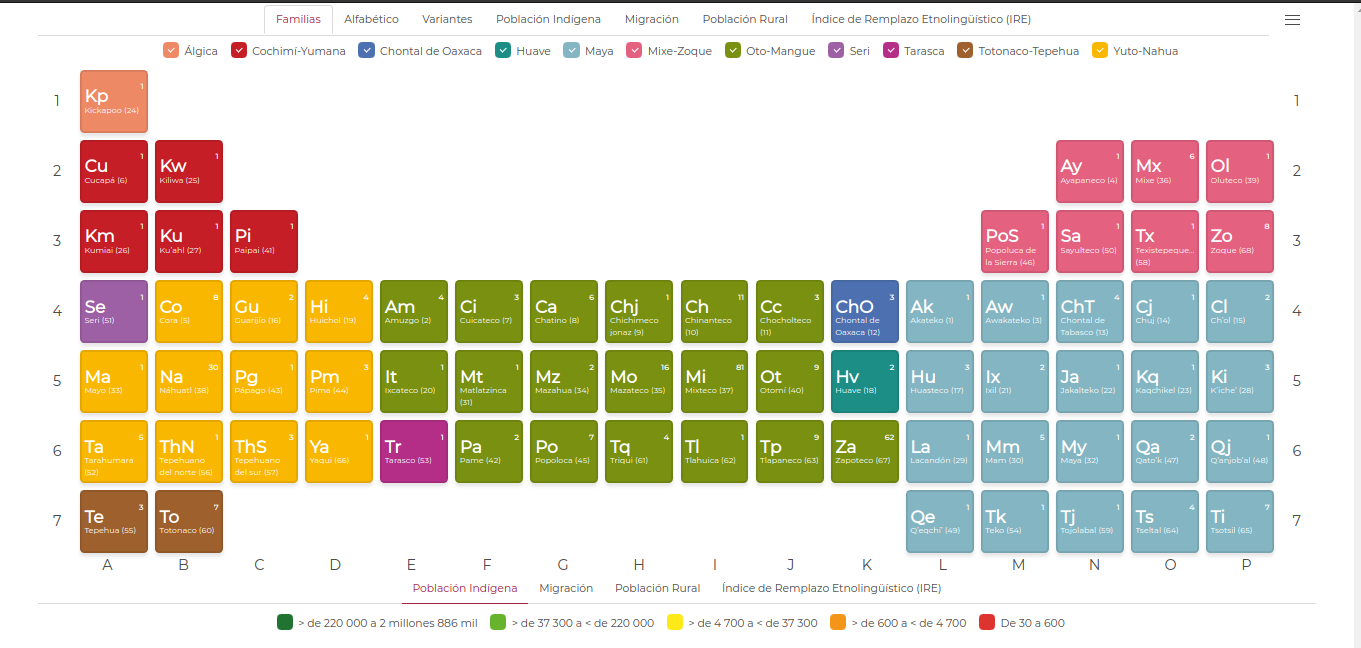 Familias Alfabético Variantes Población Indígena Migración Población Rural Índice de Remplazo Etnolingüístico (IRE)
Álgica Cochimí-Yumana Chontal de Oaxaca Huave Maya Mixe-Zoque Oto-Mangue Seri Tarasca Totonaco-Tepehua Yuto-Nahua
1 Kp 1 Kickapoo (24) 1
2 Cu 1 Cucapá (6) Kw 1 Kiliwa (25) Ay 1 Ayapaneco (4) Mx 6 Mixe (36) Ol 1 Oluteco (39) 2
3 Km 1 Kumiai (26) Ku 1 Ku'ahl (27) Pi 1 Paipai (41) PoS 1 Popoluca de la Sierra (46) Sa 1 Sayulteco (50) Tx 1 Texistepeque... (58) Zo 8 Zoque (68) 3
4 Se 1 Seri (51) Co 8 Cora (5) Gu 2 Guarijío (16) Hi 4 Huichol (19) Am 4 Amuzgo (2) Ci 3 Cuicateco (7) Ca 6 Chatino (8) Chj 1 Chichimeco jonaz (9) Ch 11 Chinanteco (10) Cc 3 Chocholteco (11) ChO 3 Chontal de Oaxaca (12) Ak 1 Akateko (1) Aw 1 Awakateko (3) ChT 4 Chontal de Tabasco (13) Cj 1 Chuj (14) Cl 2 Ch'ol (15) 4
5 Ma 1 Mayo (33) Na 30 Náhuatl (38) Pg 1 Pápago (43) Pm 3 Pima (44) It 1 Ixcateco (20) Mt 1 Matlatzinca (31) Mz 2 Mazahua (34) Mo 16 Mazateco (35) Mi 81 Mixteco (37) Ot 9 Otomí (40) Hv 2 Huave (18) Hu 3 Huasteco (17) Ix 2 Ixil (21) Ja 1 Jakalteko (22) Kq 1 Kaqchikel (23) Ki 3 K'iche' (28) 5
6 Ta 5 Tarahumara (52) ThN 1 Tepehuano del norte (56) ThS 3 Tepehuano del sur (57) Ya 1 Yaqui (66) Tr 1 Tarasco (53) Pa 2 Pame (42) Po 7 Popoloca (45) Tq 4 Triqui (61) Tl 1 Tlahuica (62) Tp 9 Tlapaneco (63) Za 62 Zapoteco (67) La 1 Lacandón (29) Mm 5 Mam (30) My 1 Maya (32) Qa 2 Qato'k (47) Qj 1 Q'anjob'al (48) 6
7 Te 3 Tepehua (55) To 7 Totonaco (60) Qe 1 Q'eqchi' (49) Tk 1 Teko (54) Tj 1 Tojolabal (59) Ts 4 Tseltal (64) Ti 7 Tsotsil (65) 7
A B C D E F G H I J K L M N O P
Población Indígena Migración Población Rural Índice de Remplazo Etnolingüístico (IRE)
> de 220 000 a 2 millones 886 mil > de 37 300 a < de 220 000 > de 4 700 a < de 37 300 > de 600 a < de 4 700 De 30 a 600